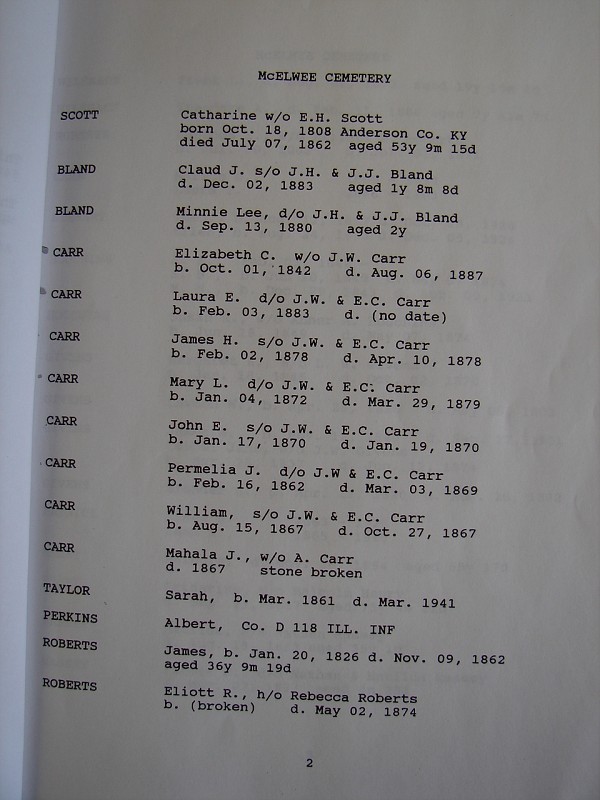 McELWEE CEMETERY
SCOTT Catharine w/o E.H. Scott
born Oct. 18, 1808 Anderson Co. KY
died July 07, 1862 aged 53y 9m 15d
BLAND Claud J. s/o J.H. & J.J. Bland
d. Dec. 02, 1883 aged 1y 8m 8d
BLAND Minnie Lee, d/o J.H. & J.J. Bland
d. Sep. 13, 1880 aged 2y
CARR Elizabeth C. w/o J.W. Carr
b. Oct. 01, 1842 d. Aug. 06, 1887
CARR Laura E. d/o J.W. & E.C. Carr
b. Feb. 03, 1883 d. (no date)
CARR James H. s/o J.W. & E.C. Carr
b. Feb. 02, 1878 d. Apr. 10, 1878
CARR Mary L. d/o J.W. & E.C. Carr
b. Jan. 04, 1872 d. Mar. 29, 1879
CARR John E. s/o J.W. & E.C. Carr
b. Jan. 17, 1870 d. Jan. 19, 1870
CARR Permelia J. d/o J.W & E.C. Carr
b. Feb. 16, 1862 d. Mar. 03, 1869
CARR William, s/o J.W. & E.C. Carr
b. Aug. 15, 1867 d. Oct. 27, 1867
CARR Mahala J., w/o A. Carr
d. 1867 stone broken
TAYLOR Sarah, b. Mar. 1861 d. Mar. 1941
PERKINS Albert, Co. D 118 ILL. INF
ROBERTS James, b. Jan. 20, 1826 d. Nov. 09, 1862
aged 36y 9m 19d
ROBERTS Eliott R., h/o Rebecca Roberts
b. (broken) d. May 02, 1874
2